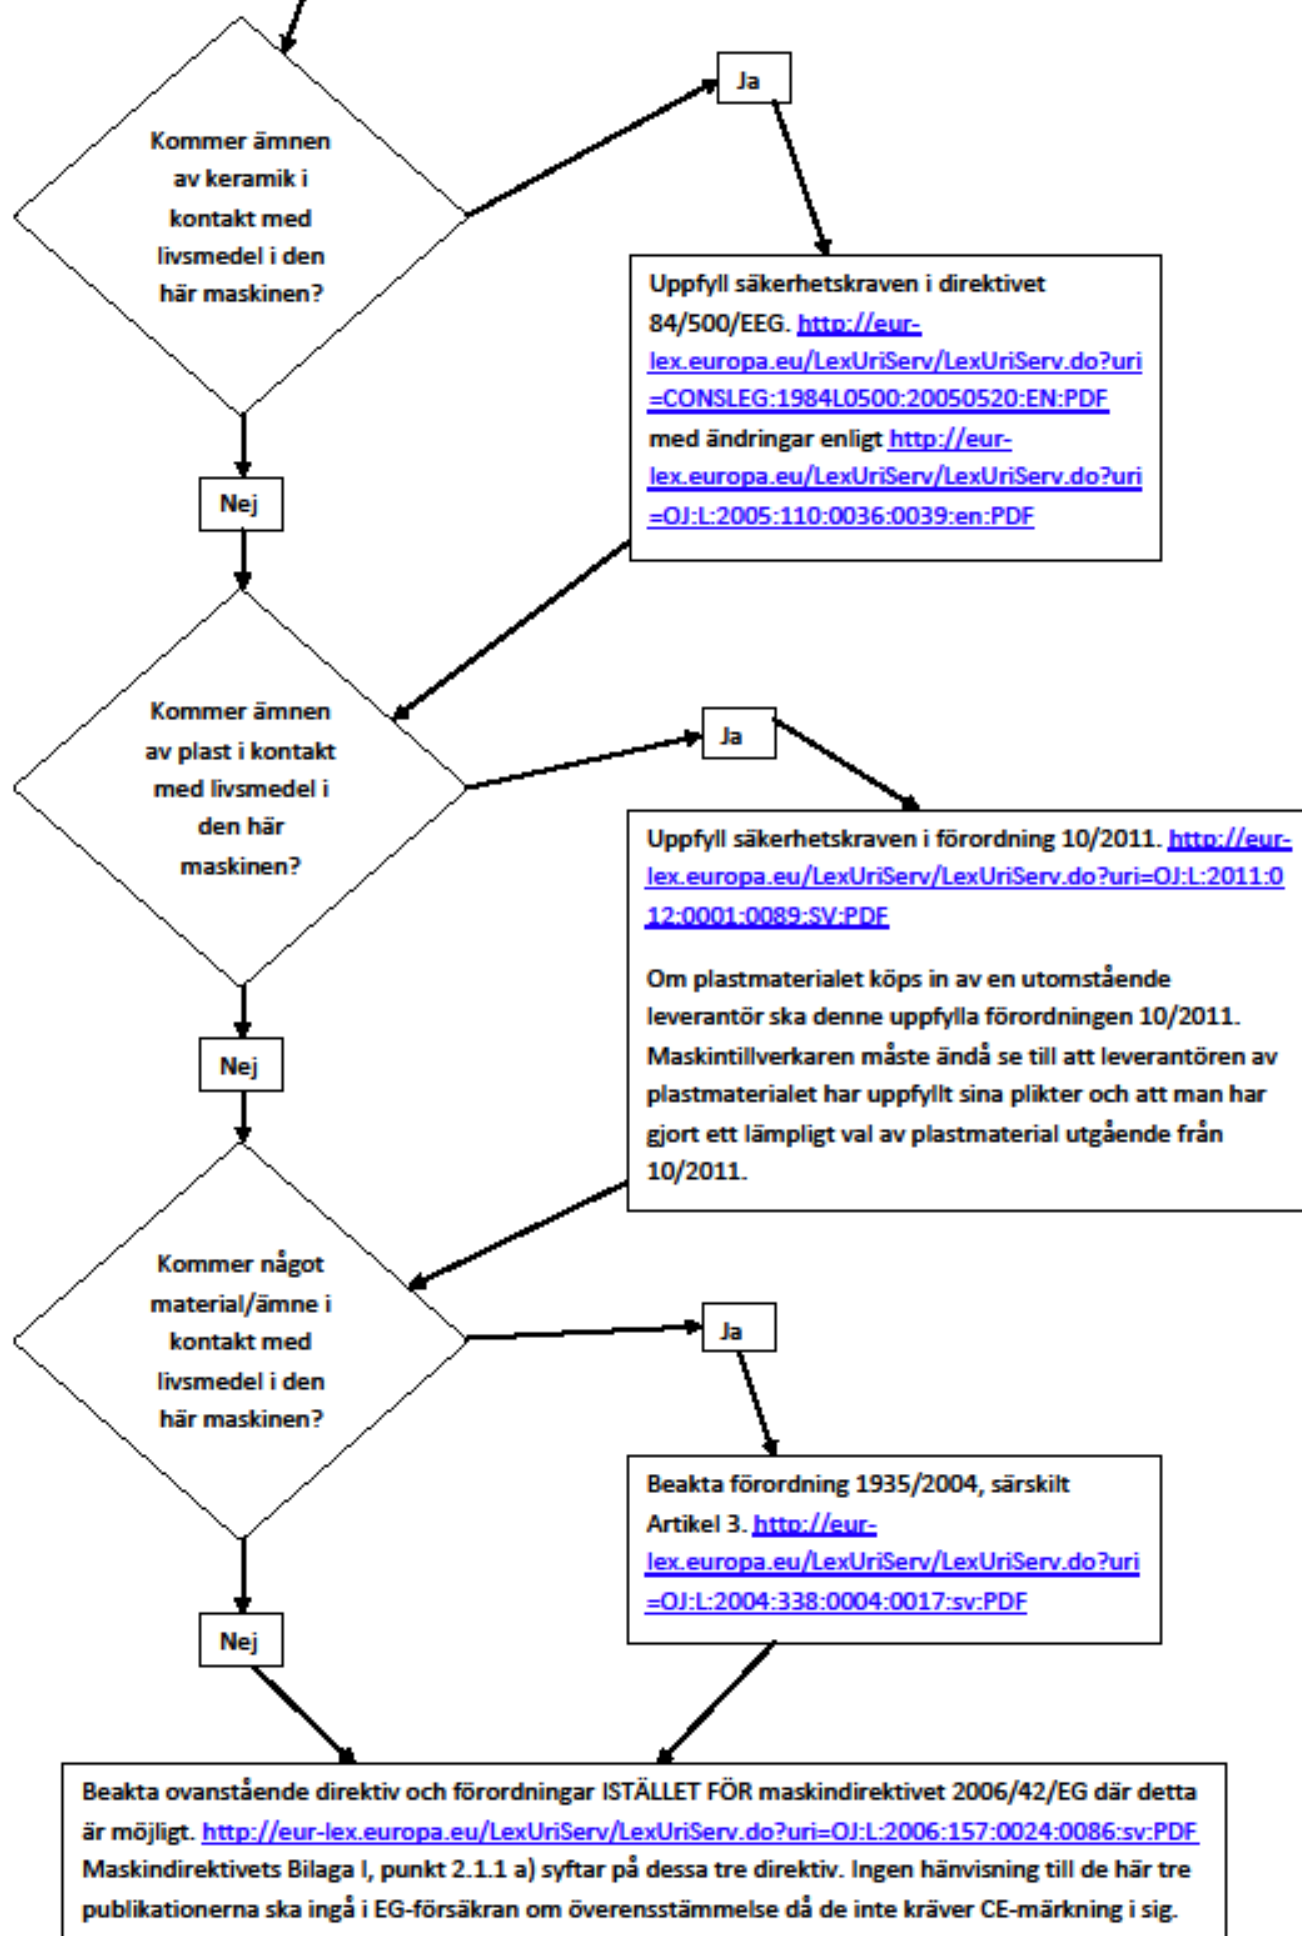 Kommer ämnen
av keramik i
kontakt med
livsmedel i den
här maskinen?
Ja
Uppfyll säkerhetskraven i direktivet
84/500/EEG. http://eur-
lex.europa.eu/LexUriServ/LexUriServ.do?uri
=CONSLEG:1984L0500:20050520:EN:PDF
med ändringar enligt http://eur-
lex.europa.eu/LexUriServ/LexUriServ.do?uri
=OJ:L:2005:110:0036:0039:en:PDF
Nej
Kommer ämnen
av plast i kontakt
med livsmedel i
den här
maskinen?
Ja
Uppfyll säkerhetskraven i förordning 10/2011. http://eur-
lex.europa.eu/LexUriServ/LexUriServ.do?uri=OJ:L:2011:0
12:0001:0089:SV:PDF
Om plastmaterialet köps in av en utomstående
leverantör ska denne uppfylla förordningen 10/2011.
Maskintillverkaren måste ändå se till att leverantören av
plastmaterialet har uppfyllt sina plikter och att man har
gjort ett lämpligt val av plastmaterial utgående från
10/2011.
Nej
Kommer något
material/ämne i
kontakt med
livsmedel i den
här maskinen?
Ja
Beakta förordning 1935/2004, särskilt
Artikel 3. http://eur-
lex.europa.eu/LexUriServ/LexUriServ.do?uri
=OJ:L:2004:338:0004:0017:sv:PDF
Nej
Beakta ovanstående direktiv och förordningar ISTÄLLET FÖR maskindirektivet 2006/42/EG där detta
är möjligt. http://eur-lex.europa.eu/LexUriServ/LexUriServ.do?uri=OJ:L:2006:157:0024:0086:sv:PDF
Maskindirektivets Bilaga I, punkt 2.1.1 a) syftar på dessa tre direktiv. Ingen hänvisning till de här tre
publikationerna ska ingå i EG-försäkran om överensstämmelse då de inte kräver CE-märkning i sig.